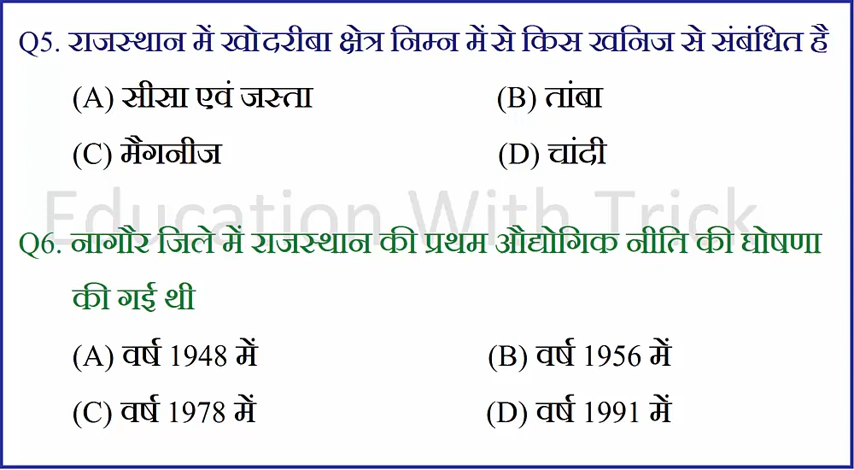 Q5. राजस्थान में खोदरीबा क्षेत्र निम्न में से किस खनिज से संबंधित है
(A) सीसा एवं जस्ता (B) तांबा
(C) मैगनीज (D) चांदी
Education With Trick
Q6. नागौर जिले में राजस्थान की प्रथम औद्योगिक नीति की घोषणा
की गई थी
(A) वर्ष 1948 में (B) वर्ष 1956 में
(C) वर्ष 1978 में (D) वर्ष 1991 में